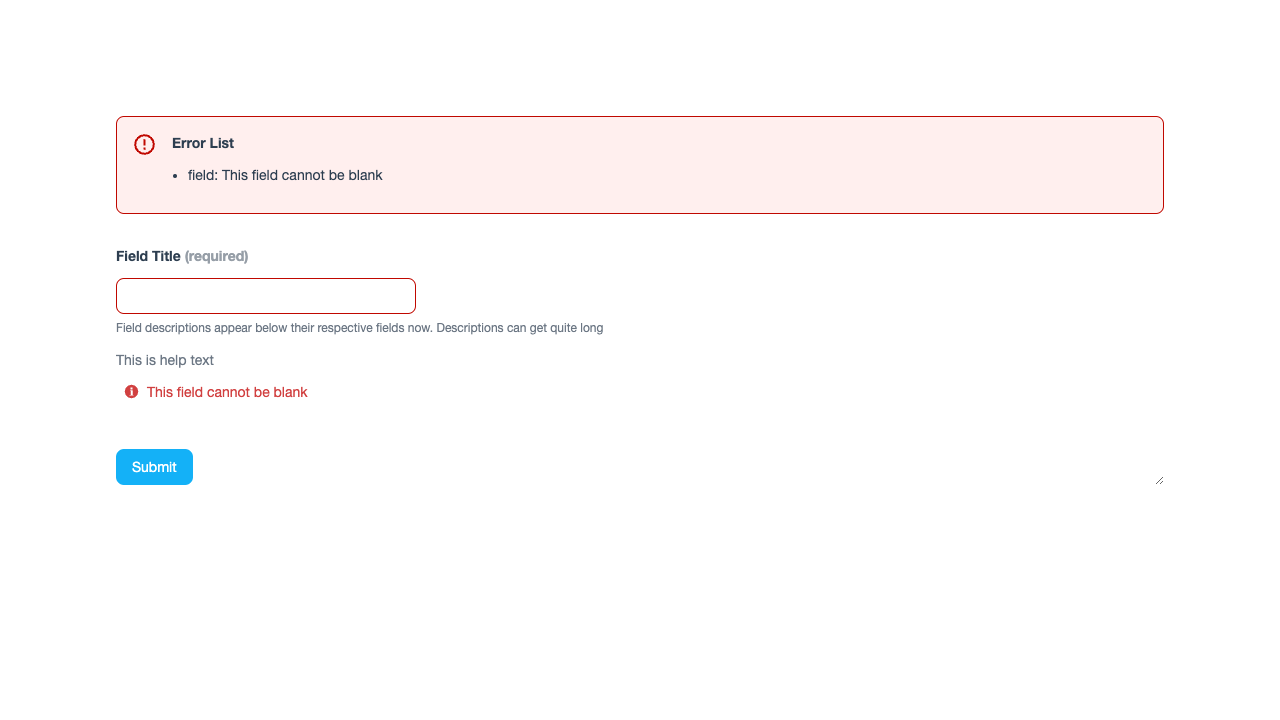 Error List
• field: This field cannot be blank
Field Title (required)
Field descriptions appear below their respective fields now. Descriptions can get quite long
This is help text
This field cannot be blank
Submit